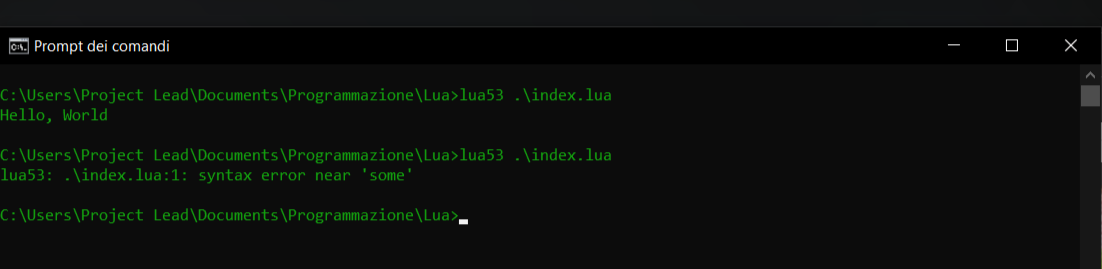 Prompt dei comandi
C:\Users\Project Lead\Documents\Programmazione\Lua>lua53 .\index.lua
Hello, World
C:\Users\Project Lead\Documents\Programmazione\Lua>lua53 .\index.lua
lua53: .\index.lua:1: syntax error near 'some'
C:\Users\Project Lead\Documents\Programmazione\Lua>